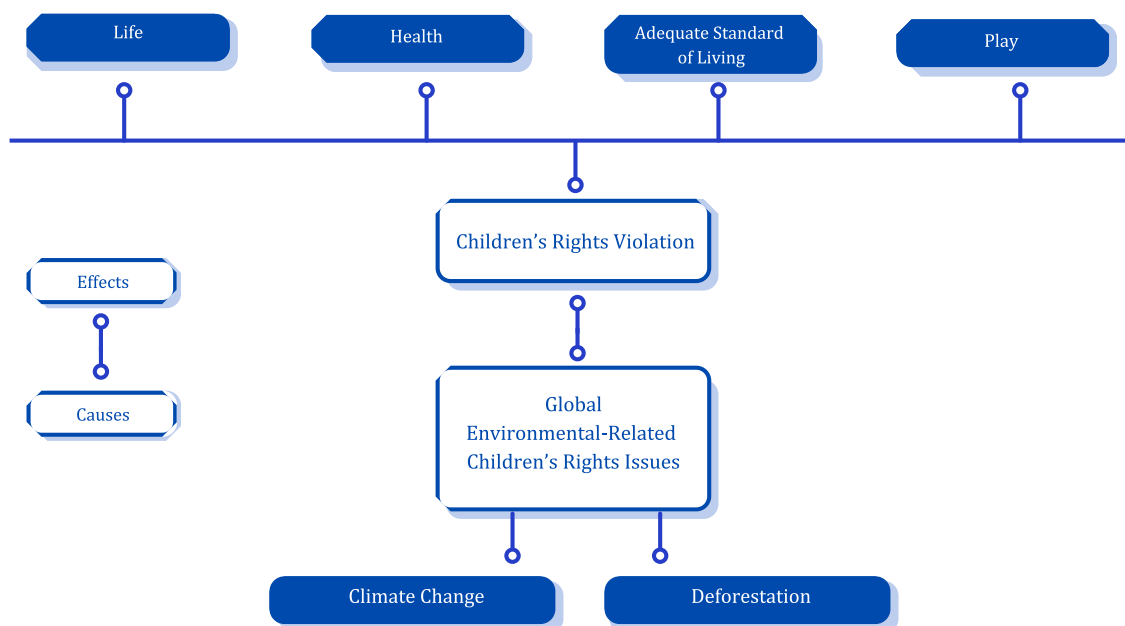 Life
Health
Adequate Standard
of Living
Play
Children’s Rights Violation
Effects
Causes
Global
Environmental-Related
Children’s Rights Issues
Climate Change
Deforestation